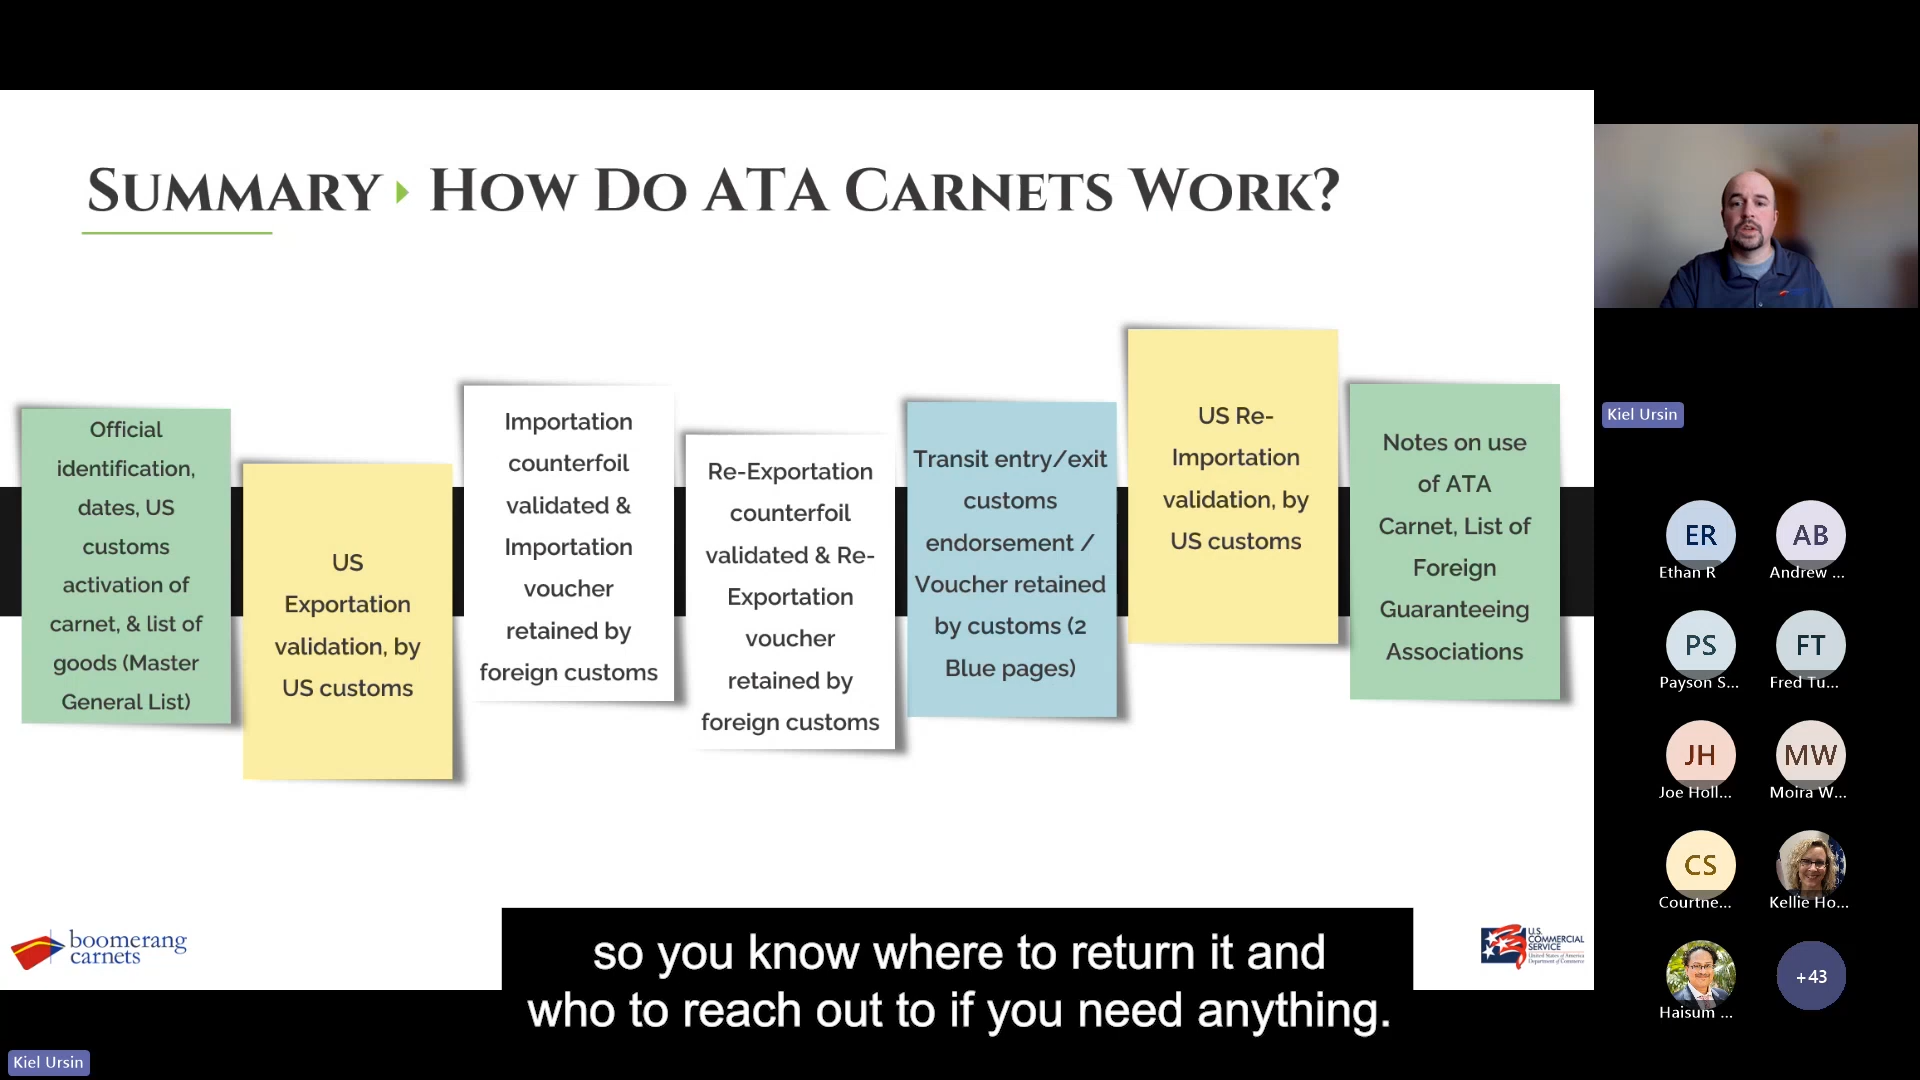 SUMMARY HOW DO ATA CARNETS WORK?
Official
identification,
dates, US
customs
activation of
carnet, & list of
goods (Master
General List)
US
Exportation
validation, by
US customs
Importation
counterfoil
validated &
Importation
voucher
retained by
foreign customs
Re-Exportation
counterfoil
validated & Re-
Exportation
voucher
retained by
foreign customs
Transit entry/exit
customs
endorsement /
Voucher retained
by customs (2
Blue pages)
US Re-
Importation
validation, by
US customs
Notes on use
of ATA
Carnet, List of
Foreign
Guaranteeing
Associations
boomerang
carnets
U.S.
COMMERCIAL
SERVICE
United States of America
Department of Commerce
so you know where to return it and
who to reach out to if you need anything.
Kiel Ursin
Kiel Ursin
ER
Ethan R
AB
Andrew ...
PS
Payson S...
FT
Fred Tu...
JH
Joe Holl...
MW
Moira W...
CS
Courtne...
Kellie Ho...
Haisum ...
+43